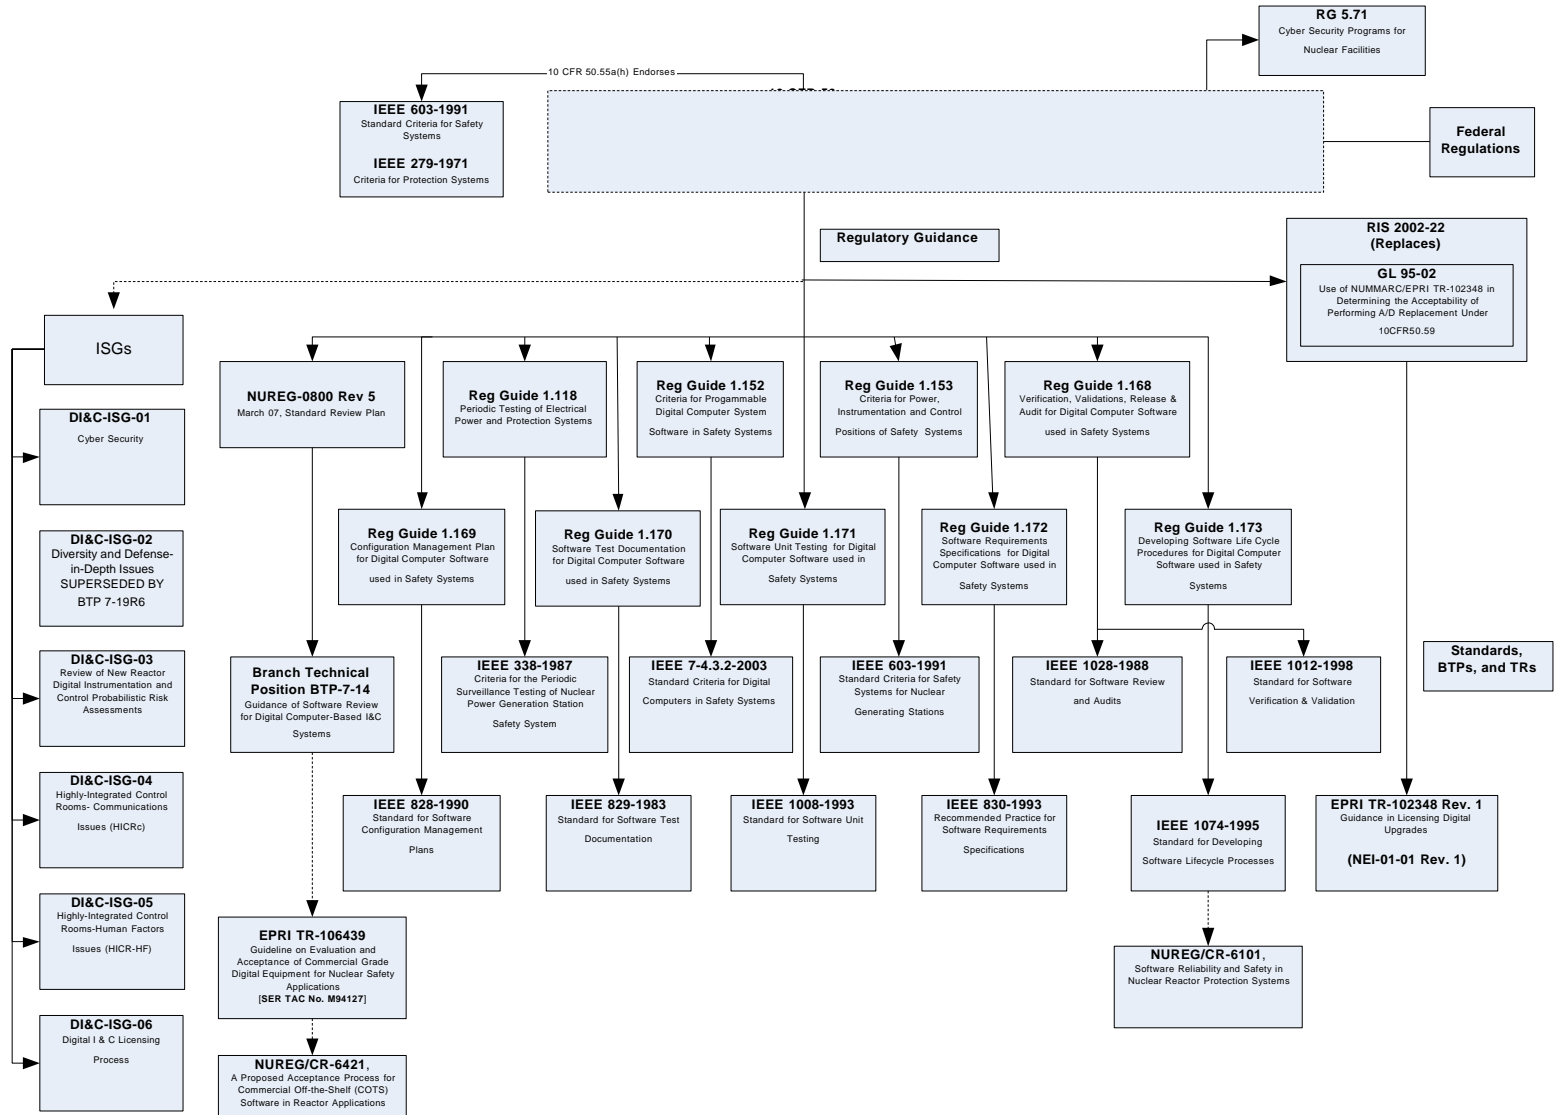 RG 5.71
Cyber Security Programs for
Nuclear Facilities
10 CFR 50.55a(h) Endorses
IEEE 603-1991
Standard Criteria for Safety
Systems
IEEE 279-1971
Criteria for Protection Systems
Federal
Regulations
Regulatory Guidance
RIS 2002-22
(Replaces)
GL 95-02
Use of NUMMARC/EPRI TR-102348 in
Determining the Acceptability of
Performing A/D Replacement Under
10CFR50.59
ISGs
NUREG-0800 Rev 5
March 07, Standard Review Plan
Reg Guide 1.118
Periodic Testing of Electrical
Power and Protection Systems
Reg Guide 1.152
Criteria for Progammable
Digital Computer System
Software in Safety Systems
Reg Guide 1.153
Criteria for Power,
Instrumentation and Control
Positions of Safety Systems
Reg Guide 1.168
Verification, Validations, Release &
Audit for Digital Computer Software
used in Safety Systems
DI&C-ISG-01
Cyber Security
Reg Guide 1.169
Configuration Management Plan
for Digital Computer Software
used in Safety Systems
Reg Guide 1.170
Software Test Documentation
for Digital Computer Software
used in Safety Systems
Reg Guide 1.171
Software Unit Testing for Digital
Computer Software used in
Safety Systems
Reg Guide 1.172
Software Requirements
Specifications for Digital
Computer Software used in
Safety Systems
Reg Guide 1.173
Developing Software Life Cycle
Procedures for Digital Computer
Software used in Safety
Systems
DI&C-ISG-02
Diversity and Defense-
in-Depth Issues
SUPERSEDED BY
BTP 7-19R6
DI&C-ISG-03
Review of New Reactor
Digital Instrumentation and
Control Probabilistic Risk
Assessments
Branch Technical
Position BTP-7-14
Guidance of Software Review
for Digital Computer-Based I&C
Systems
IEEE 338-1987
Criteria for the Periodic
Surveillance Testing of Nuclear
Power Generation Station
Safety System
IEEE 7-4.3.2-2003
Standard Criteria for Digital
Computers in Safety Systems
IEEE 603-1991
Standard Criteria for Safety
Systems for Nuclear
Generating Stations
IEEE 1028-1988
Standard for Software Review
and Audits
IEEE 1012-1998
Standard for Software
Verification & Validation
Standards,
BTPs, and TRs
DI&C-ISG-04
Highly-Integrated Control
Rooms- Communications
Issues (HICRc)
IEEE 828-1990
Standard for Software
Configuration Management
Plans
IEEE 829-1983
Standard for Software Test
Documentation
IEEE 1008-1993
Standard for Software Unit
Testing
IEEE 830-1993
Recommended Practice for
Software Requirements
Specifications
IEEE 1074-1995
Standard for Developing
Software Lifecycle Processes
EPRI TR-102348 Rev. 1
Guidance in Licensing Digital
Upgrades
(NEI-01-01 Rev. 1)
DI&C-ISG-05
Highly-Integrated Control
Rooms-Human Factors
Issues (HICR-HF)
EPRI TR-106439
Guideline on Evaluation and
Acceptance of Commercial Grade
Digital Equipment for Nuclear Safety
Applications
[SER TAC No. M94127]
NUREG/CR-6101,
Software Reliability and Safety in
Nuclear Reactor Protection Systems
DI&C-ISG-06
Digital I & C Licensing
Process
NUREG/CR-6421,
A Proposed Acceptance Process for
Commercial Off-the-Shelf (COTS)
Software in Reactor Applications